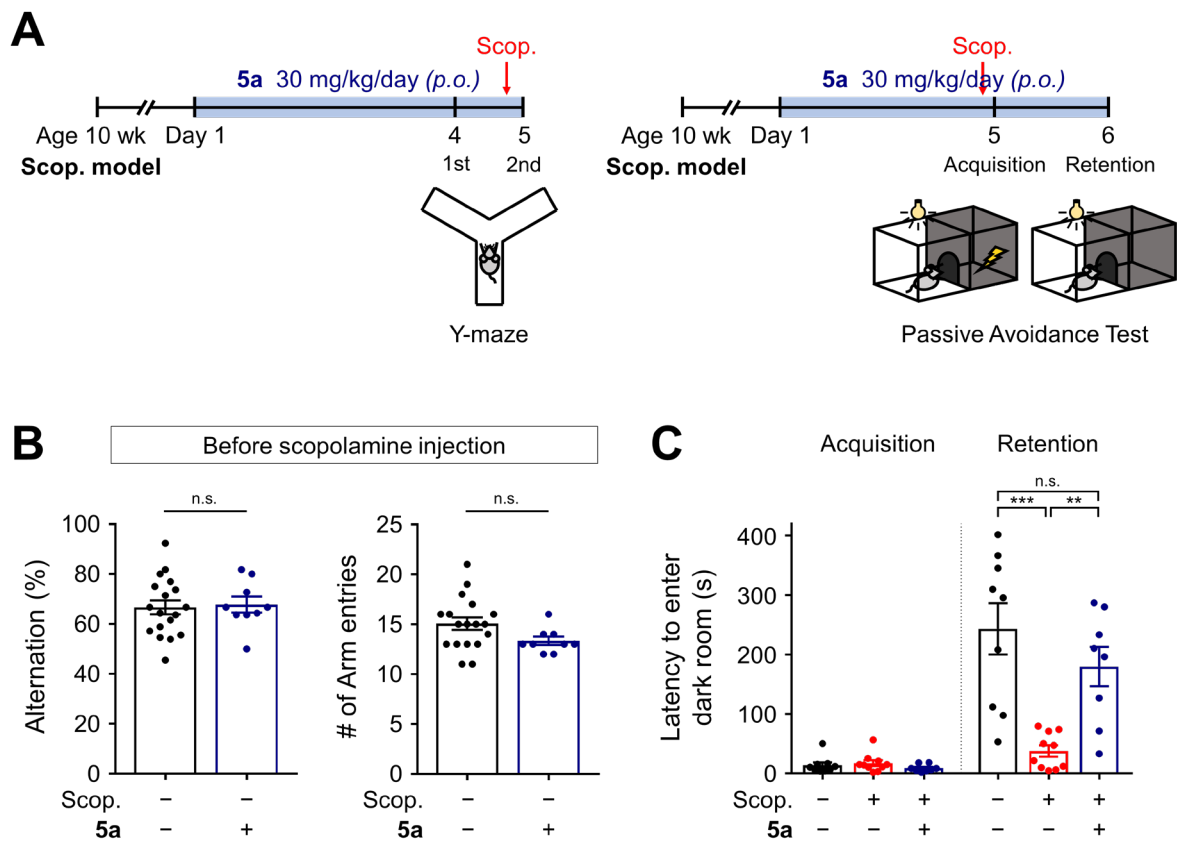 A
Scop.
5a 30 mg/kg/day (p.o.)
Age 10 wk Day 1 4 5
Scop. model 1st 2nd
Y-maze
Scop.
5a 30 mg/kg/day (p.o.)
Age 10 wk Day 1 5 6
Scop. model Acquisition Retention
Passive Avoidance Test
B
Before scopolamine injection
n.s.
Alternation (%)
100
80
60
40
20
0
Scop. − −
5a − +
n.s.
# of Arm entries
25
20
15
10
5
0
− −
− +
C
Acquisition Retention
n.s.
*** **
Latency to enter
dark room (s)
400
300
200
100
0
Scop. − + + − + +
5a − − + − − +